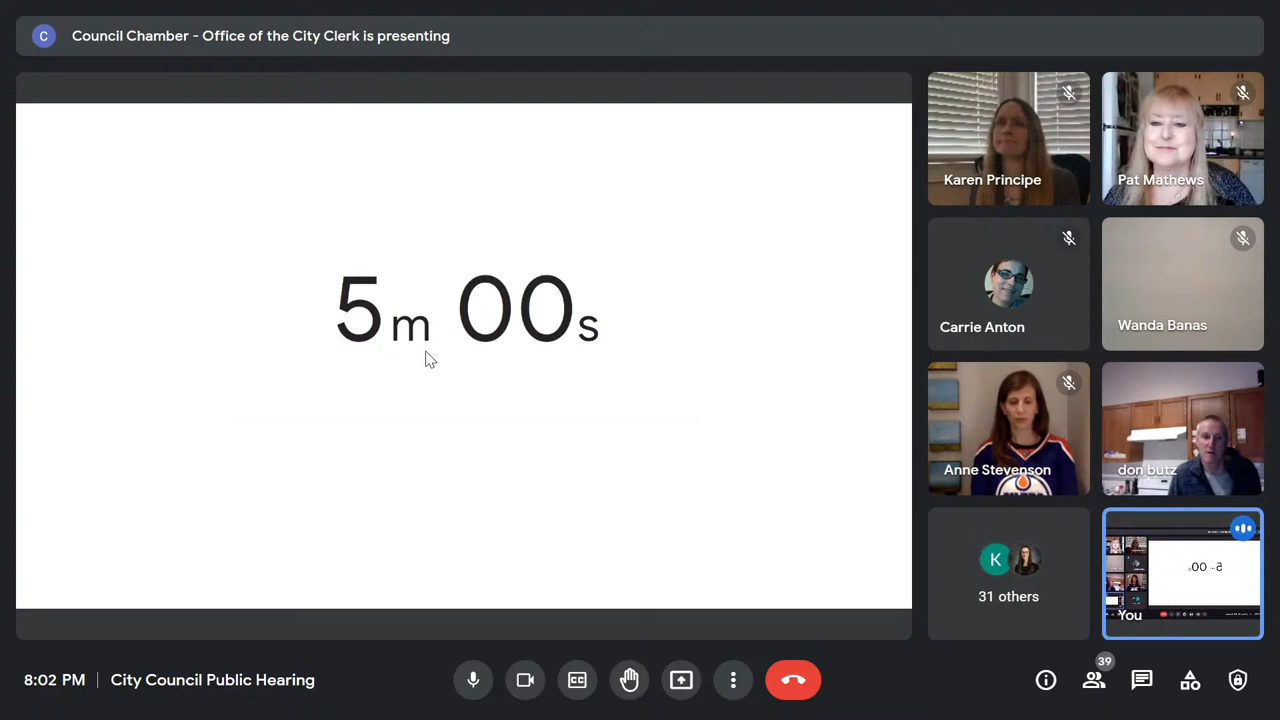 C
Council Chamber - Office of the City Clerk is presenting
5m 00s
Karen Principe
Pat Mathews
Carrie Anton
Wanda Banas
Anne Stevenson
don butz
K
31 others
You
8:02 PM
City Council Public Hearing
39